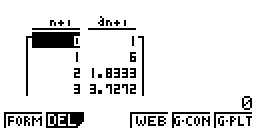 n+1 an+1
0 1
1 6
2 1.8333
3 3.7272
0
FORM DEL WEB G·CON G·PLT